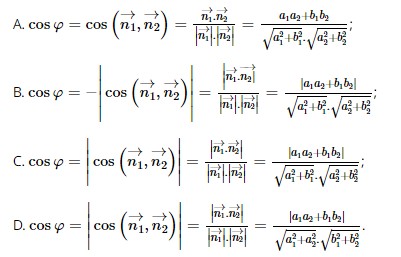 A. cos φ = cos (n₁→, n₂→) = n₁→.n₂→ / |n₁→|.|n₂→| = a₁a₂+b₁b₂ / √(a₁²+b₁²).√(a₂²+b₂²);
B. cos φ = −|cos (n₁→, n₂→)| = |n₁→.n₂→| / |n₁→|.|n₂→| = |a₁a₂+b₁b₂| / √(a₁²+b₁²).√(a₂²+b₂²);
C. cos φ = |cos (n₁→, n₂→)| = |n₁→.n₂→| / |n₁→|.|n₂→| = |a₁a₂+b₁b₂| / √(a₁²+b₁²).√(a₂²+b₂²);
D. cos φ = |cos (n₁→, n₂→)| = |n₁→.n₂→| / |n₁→|.|n₂→| = |a₁a₂+b₁b₂| / √(a₁²+a₂²).√(b₁²+b₂²).